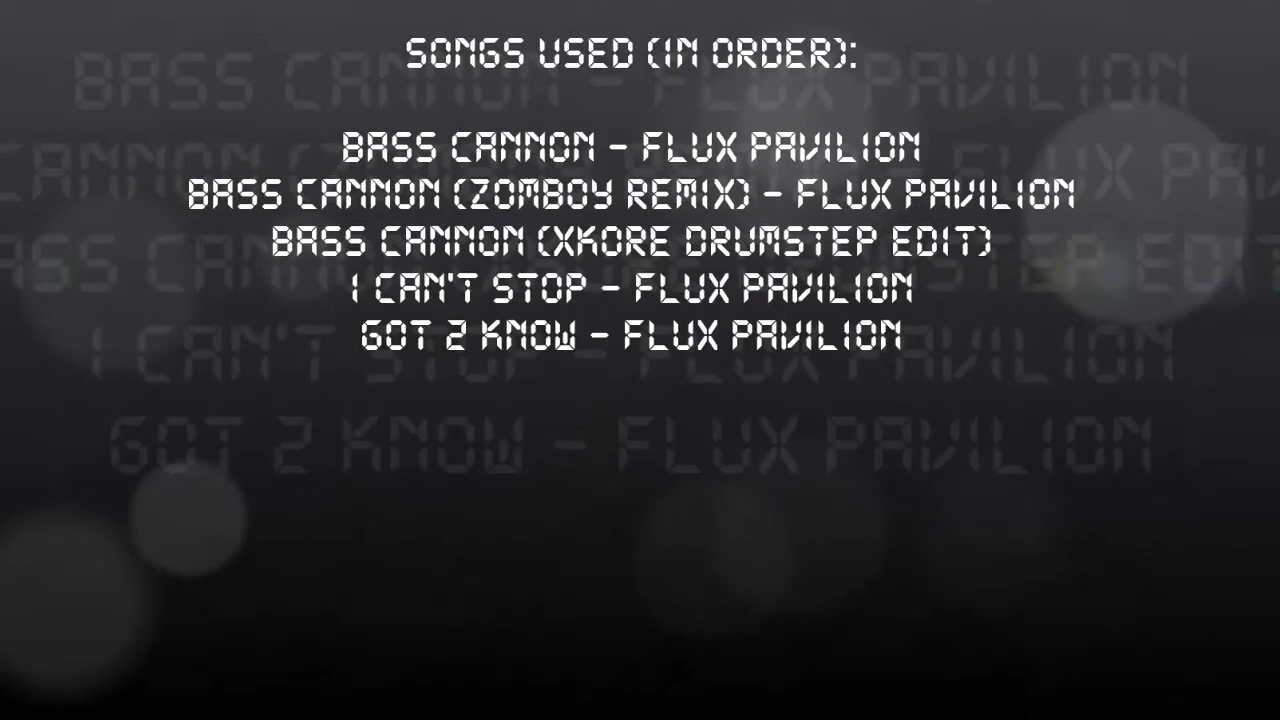 SONGS USED (IN ORDER):
BASS CANNON - FLUX PAVILION
BASS CANNON (ZOMBOY REMIX) - FLUX PAVILION
BASS CANNON (XKORE DRUMSTEP EDIT)
I CAN'T STOP - FLUX PAVILION
GOT 2 KNOW - FLUX PAVILION